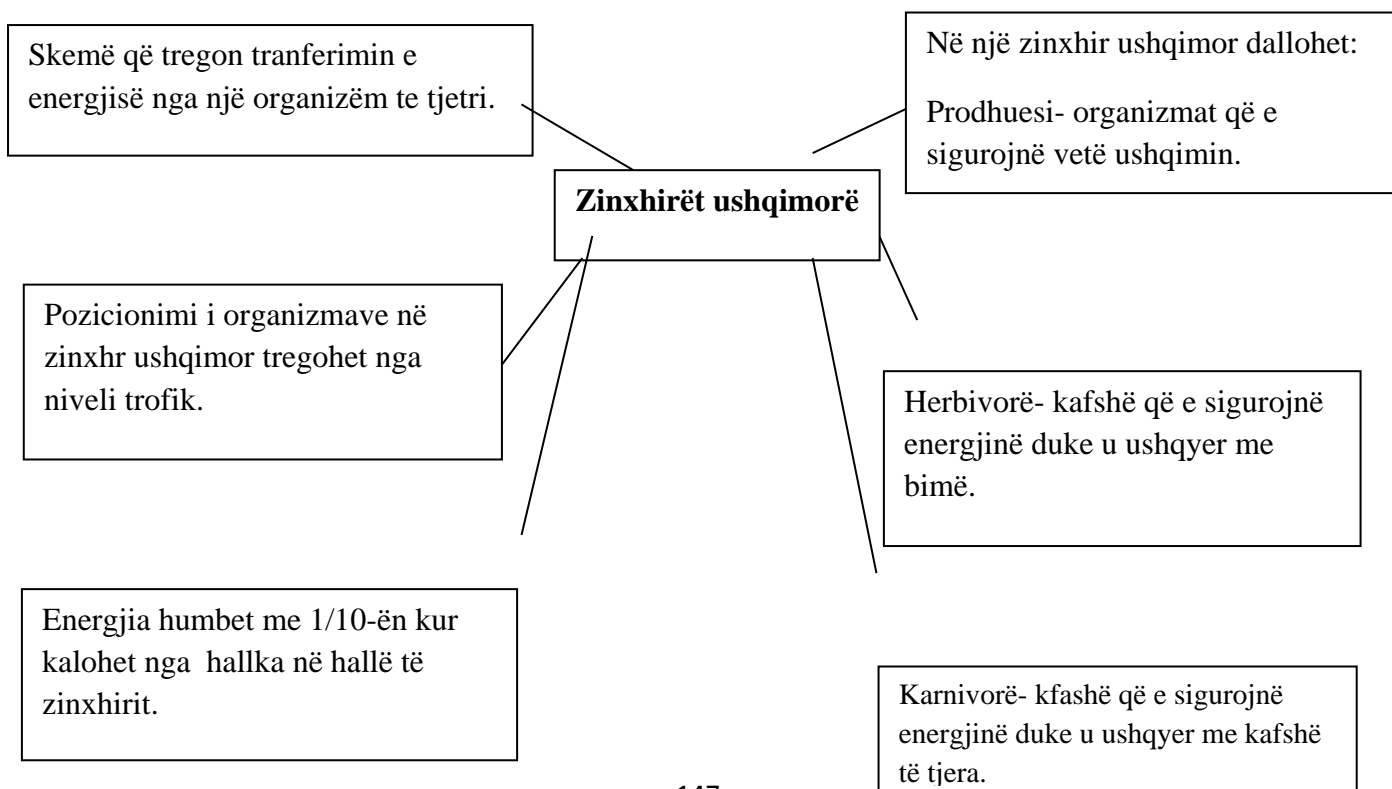 Skemë që tregon tranferimin e
energjisë nga një organizëm te tjetri.
Në një zinxhir ushqimor dallohet:
Prodhuesi- organizmat që e
sigurojnë vetë ushqimin.
Zinxhirët ushqimorë
Pozicionimi i organizmave në
zinxhr ushqimor tregohet nga
niveli trofik.
Herbivorë- kafshë që e sigurojnë
energjinë duke u ushqyer me
bimë.
Energjia humbet me 1/10-ën kur
kalohet nga hallka në hallë të
zinxhirit.
Karnivorë- kfashë që e sigurojnë
energjinë duke u ushqyer me kafshë
të tjera.